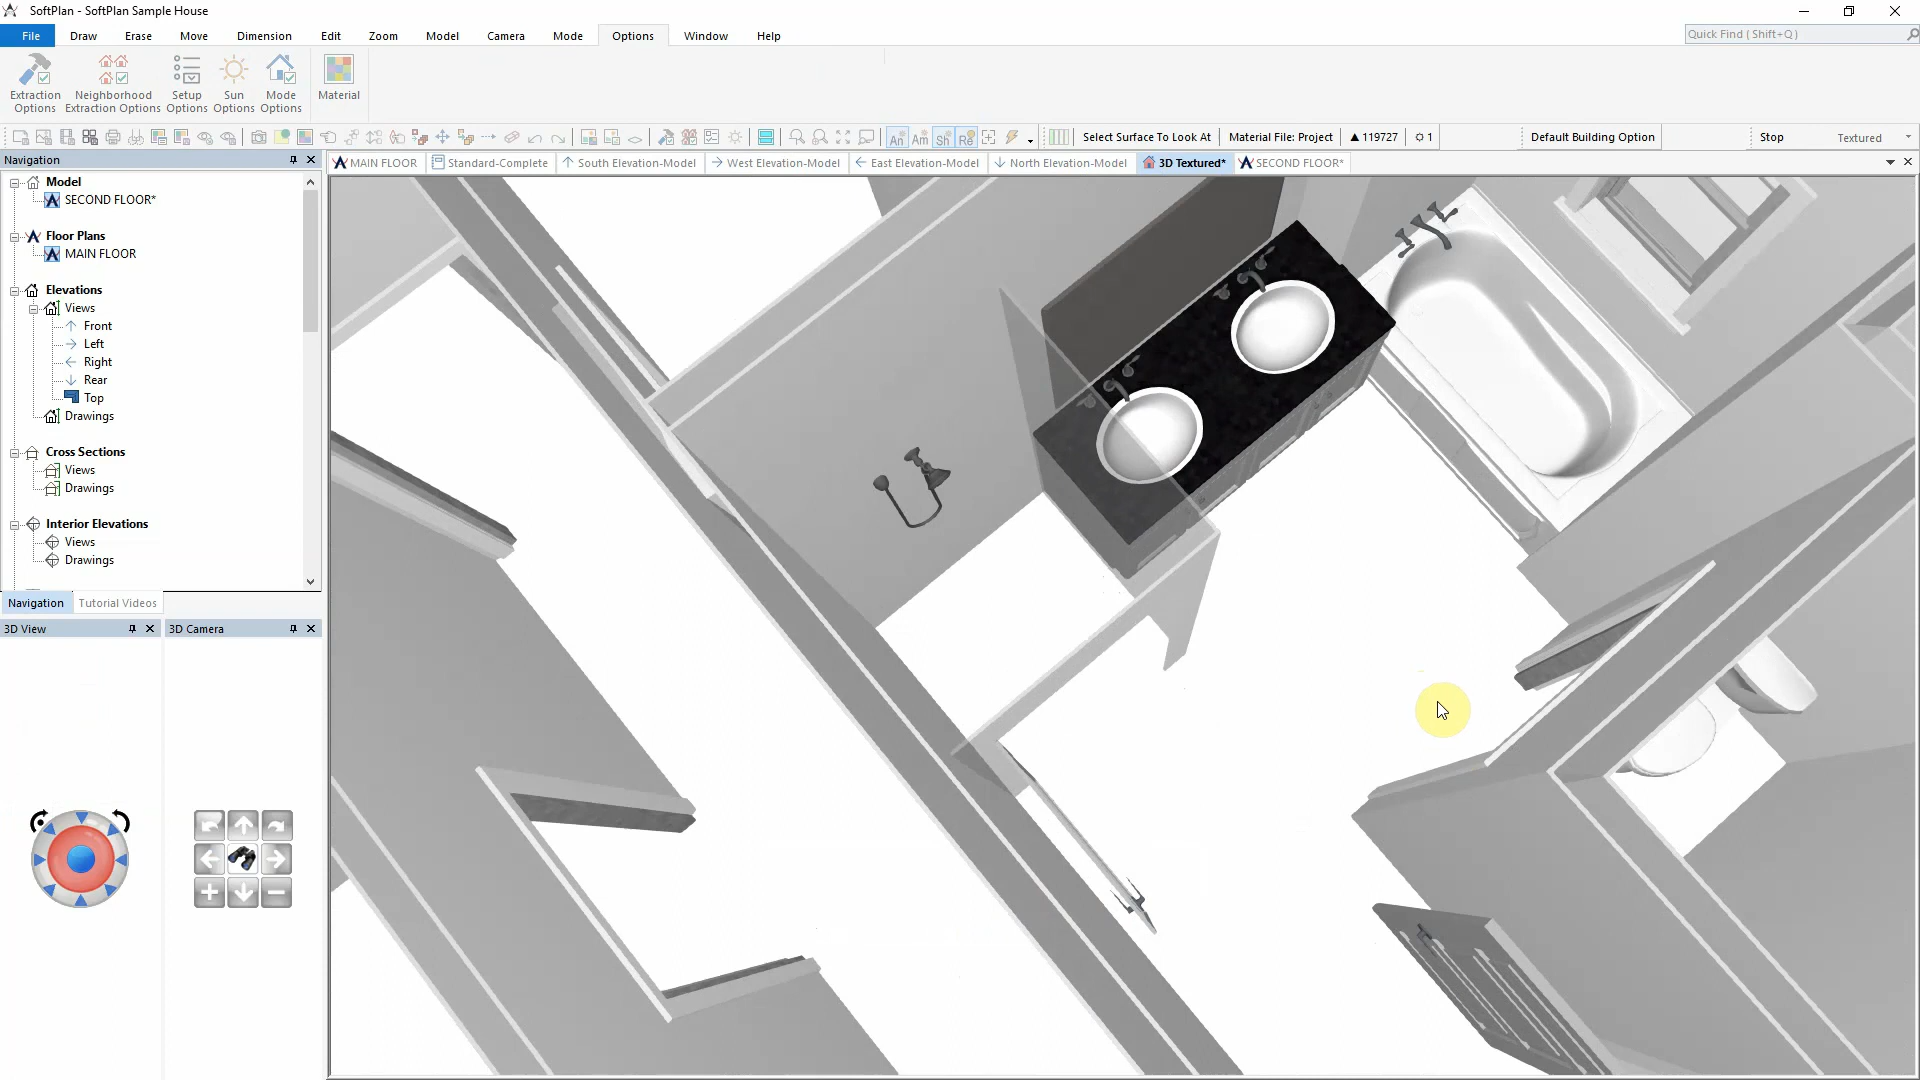 SoftPlan - SoftPlan Sample House
File Draw Erase Move Dimension Edit Zoom Model Camera Mode Options Window Help
Quick Find ( Shift+Q )
Extraction Options
Neighborhood Extraction Options
Setup Options
Sun Options
Mode Options
Material
An Am Sh Re
Select Surface To Look At
Material File: Project
119727
1
Default Building Option
Stop
Textured
Navigation
MAIN FLOOR
Standard-Complete
South Elevation-Model
West Elevation-Model
East Elevation-Model
North Elevation-Model
3D Textured*
SECOND FLOOR*
Model
SECOND FLOOR*
Floor Plans
MAIN FLOOR
Elevations
Views
Front
Left
Right
Rear
Top
Drawings
Cross Sections
Views
Drawings
Interior Elevations
Views
Drawings
Navigation
Tutorial Videos
3D View
3D Camera